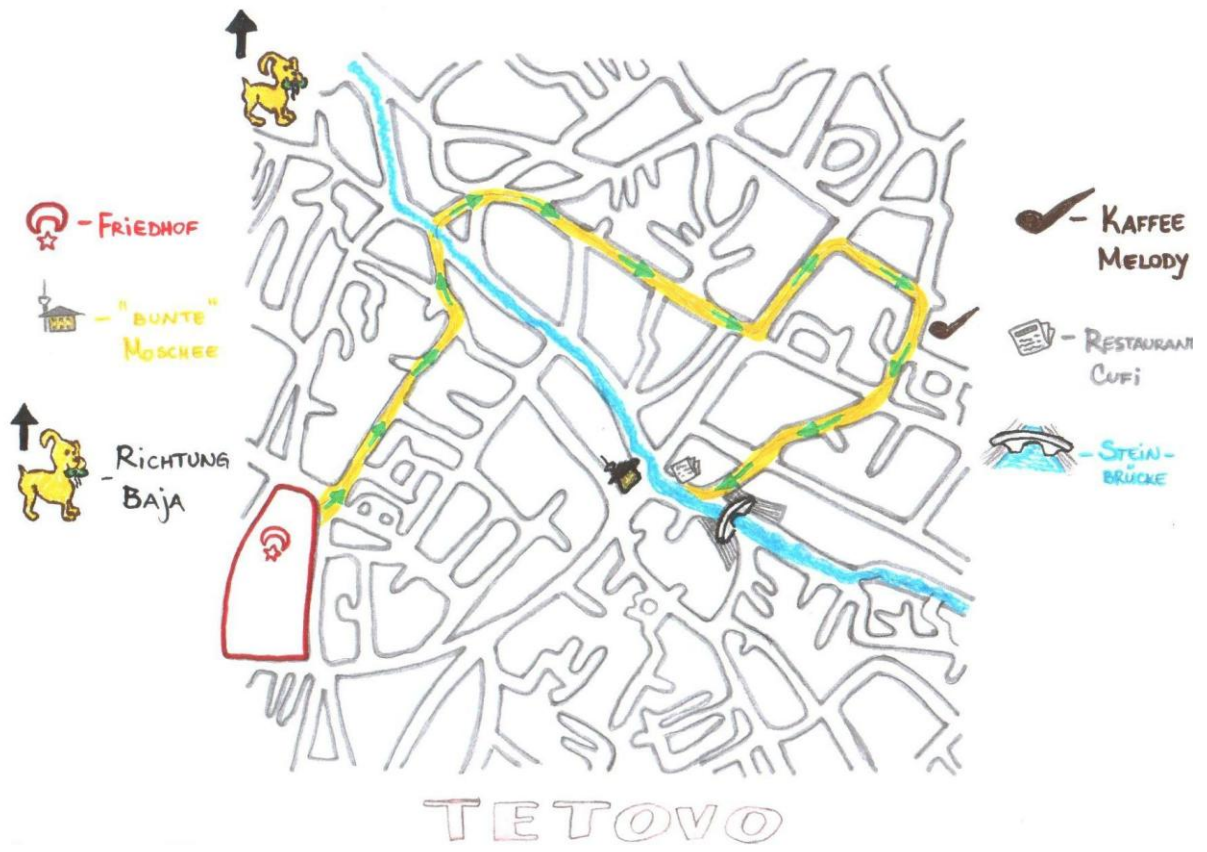 - FRIEDHOF
- "BUNTE"
MOSCHEE
- RICHTUNG
BAJA
- KAFFEE
MELODY
- RESTAURANT
CUFI
- STEIN-
BRÜCKE
TETOVO